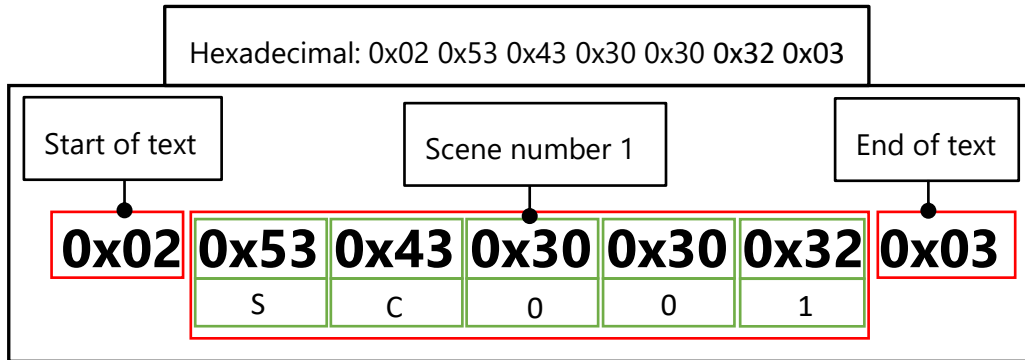 Hexadecimal: 0x02 0x53 0x43 0x30 0x30 0x32 0x03
Start of text
Scene number 1
End of text
0x02 0x53 0x43 0x30 0x30 0x32 0x03
S C 0 0 1